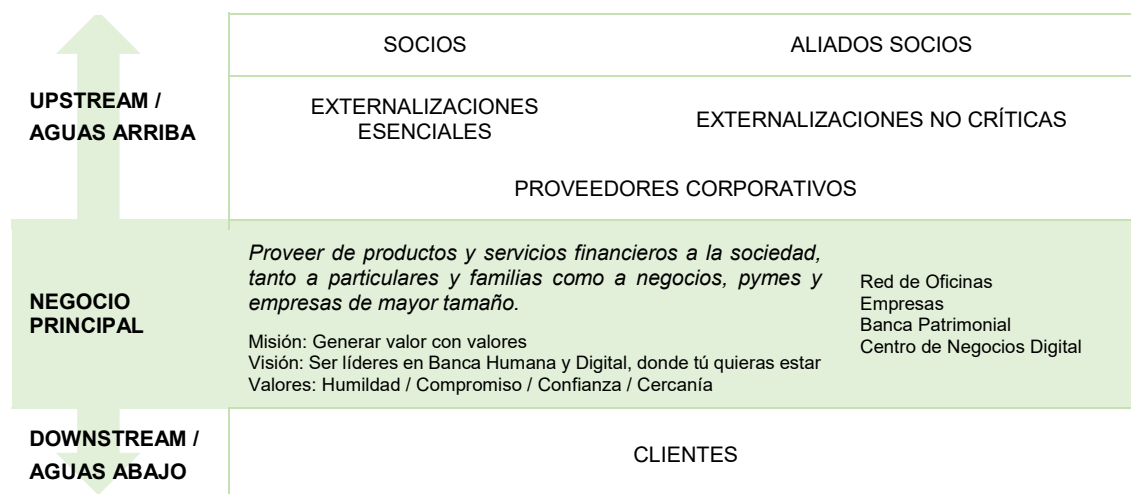 SOCIOS
ALIADOS SOCIOS
UPSTREAM /
AGUAS ARRIBA
EXTERNALIZACIONES
ESENCIALES
EXTERNALIZACIONES NO CRÍTICAS
PROVEEDORES CORPORATIVOS
NEGOCIO
PRINCIPAL
Proveer de productos y servicios financieros a la sociedad,
tanto a particulares y familias como a negocios, pymes y
empresas de mayor tamaño.
Misión: Generar valor con valores
Visión: Ser líderes en Banca Humana y Digital, donde tú quieras estar
Valores: Humildad / Compromiso / Confianza / Cercanía
Red de Oficinas
Empresas
Banca Patrimonial
Centro de Negocios Digital
DOWNSTREAM /
AGUAS ABAJO
CLIENTES